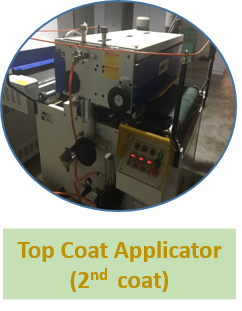 Top Coat Applicator
(2nd coat)